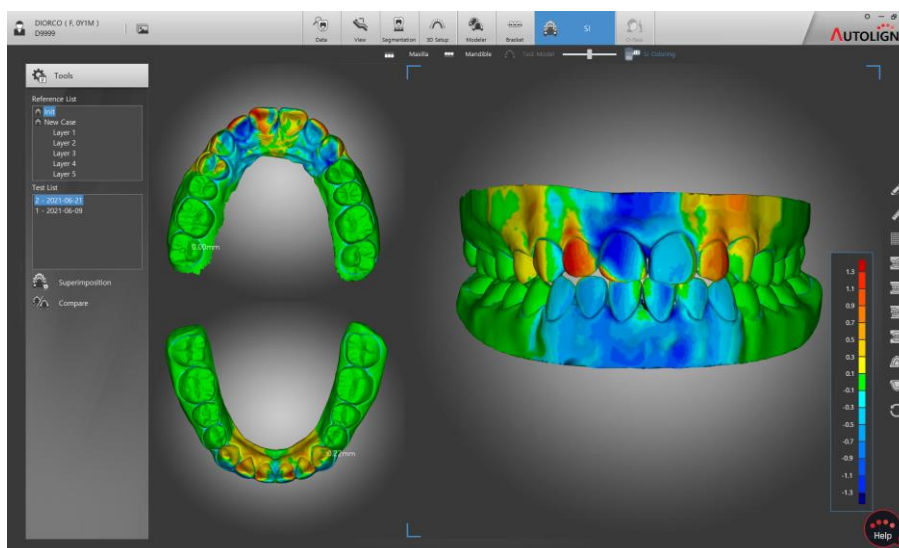 DIORCO ( F, 0Y1M )
D9999
Data
View
Segmentation
3D Setup
Modeler
Bracket
SI
AUTOLIGN
Maxilla
Mandible
Test Model
SI Coloring
Tools
Reference List
Init
New Case
Layer 1
Layer 2
Layer 3
Layer 4
Layer 5
Test List
2 - 2021-06-21
1 - 2021-06-09
Superimposition
Compare
0.00mm
0.22mm
1.3
1.1
0.9
0.7
0.5
0.3
0.1
-0.1
-0.3
-0.5
-0.7
-0.9
-1.1
-1.3
Help